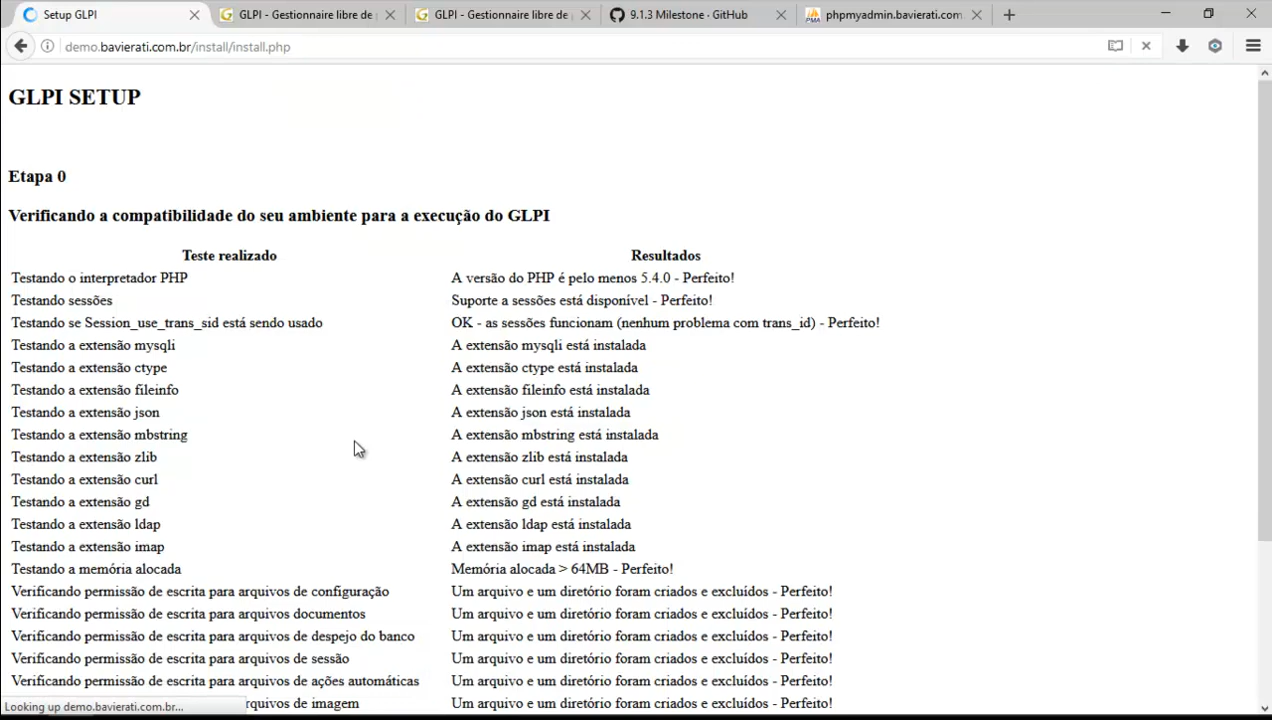 Setup GLPI
GLPI - Gestionnaire libre de
GLPI - Gestionnaire libre de
9.1.3 Milestone · GitHub
phpmyadmin.bavierati.com
demo.bavierati.com.br/install/install.php
GLPI SETUP
Etapa 0
Verificando a compatibilidade do seu ambiente para a execução do GLPI
Teste realizado Resultados
Testando o interpretador PHP A versão do PHP é pelo menos 5.4.0 - Perfeito!
Testando sessões Suporte a sessões está disponível - Perfeito!
Testando se Session_use_trans_sid está sendo usado OK - as sessões funcionam (nenhum problema com trans_id) - Perfeito!
Testando a extensão mysqli A extensão mysqli está instalada
Testando a extensão ctype A extensão ctype está instalada
Testando a extensão fileinfo A extensão fileinfo está instalada
Testando a extensão json A extensão json está instalada
Testando a extensão mbstring A extensão mbstring está instalada
Testando a extensão zlib A extensão zlib está instalada
Testando a extensão curl A extensão curl está instalada
Testando a extensão gd A extensão gd está instalada
Testando a extensão ldap A extensão ldap está instalada
Testando a extensão imap A extensão imap está instalada
Testando a memória alocada Memória alocada > 64MB - Perfeito!
Verificando permissão de escrita para arquivos de configuração Um arquivo e um diretório foram criados e excluídos - Perfeito!
Verificando permissão de escrita para arquivos documentos Um arquivo e um diretório foram criados e excluídos - Perfeito!
Verificando permissão de escrita para arquivos de despejo do banco Um arquivo e um diretório foram criados e excluídos - Perfeito!
Verificando permissão de escrita para arquivos de sessão Um arquivo e um diretório foram criados e excluídos - Perfeito!
Verificando permissão de escrita para arquivos de ações automáticas Um arquivo e um diretório foram criados e excluídos - Perfeito!
rquivos de imagem Um arquivo e um diretório foram criados e excluídos - Perfeito!
Looking up demo.bavierati.com.br...